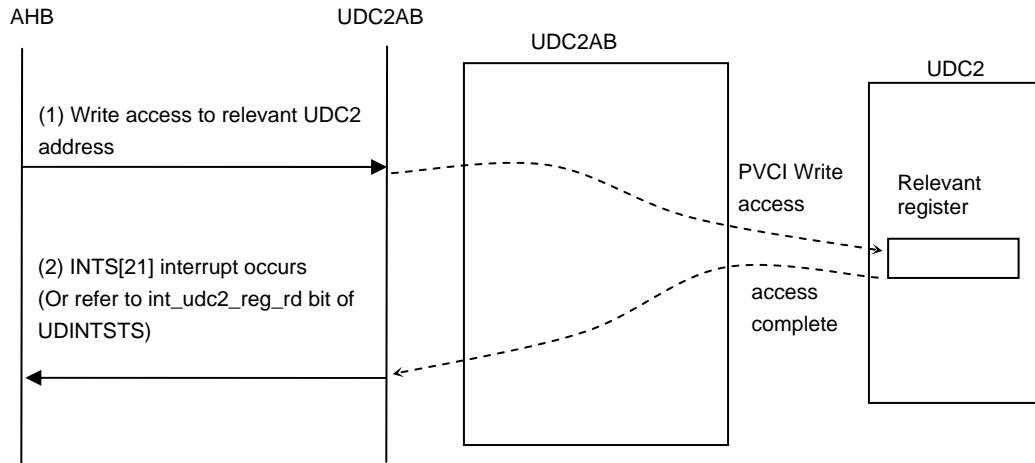 AHB
UDC2AB
UDC2AB
UDC2
(1) Write access to relevant UDC2
address
PVCI Write
access
Relevant
register
(2) INTS[21] interrupt occurs
(Or refer to int_udc2_reg_rd bit of
UDINTSTS)
access
complete